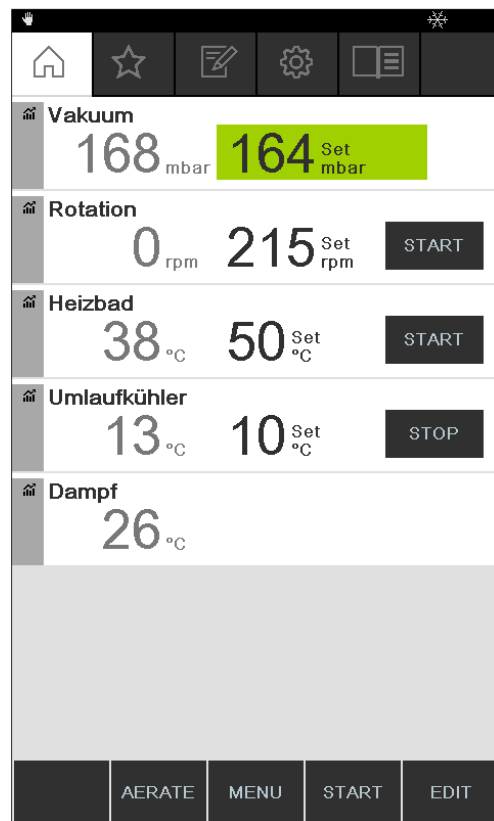 Vakuum
168 mbar 164 Set mbar
Rotation
0 rpm 215 Set rpm START
Heizbad
38 °C 50 Set °C START
Umlaufkühler
13 °C 10 Set °C STOP
Dampf
26 °C
AERATE MENU START EDIT